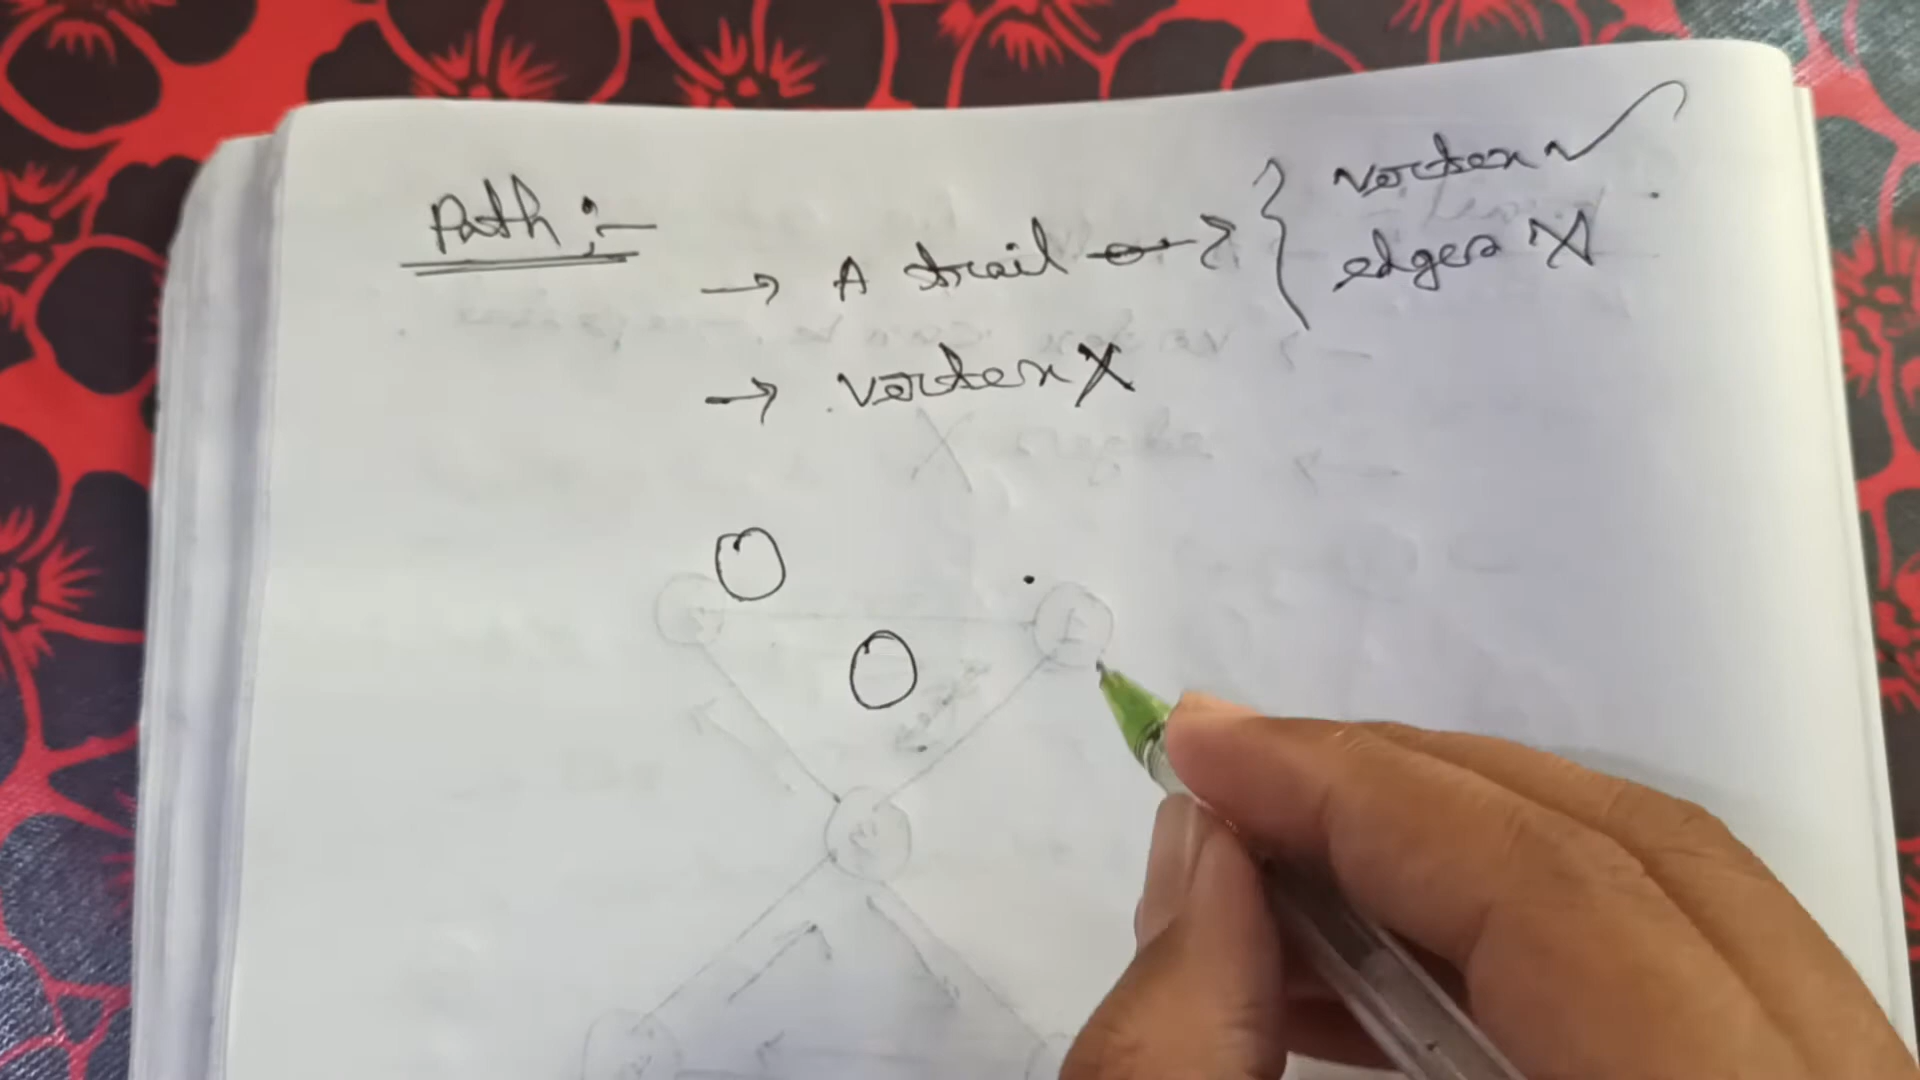 Path :-
→ A trail → { vertex ✓
edges X
→ vertex X